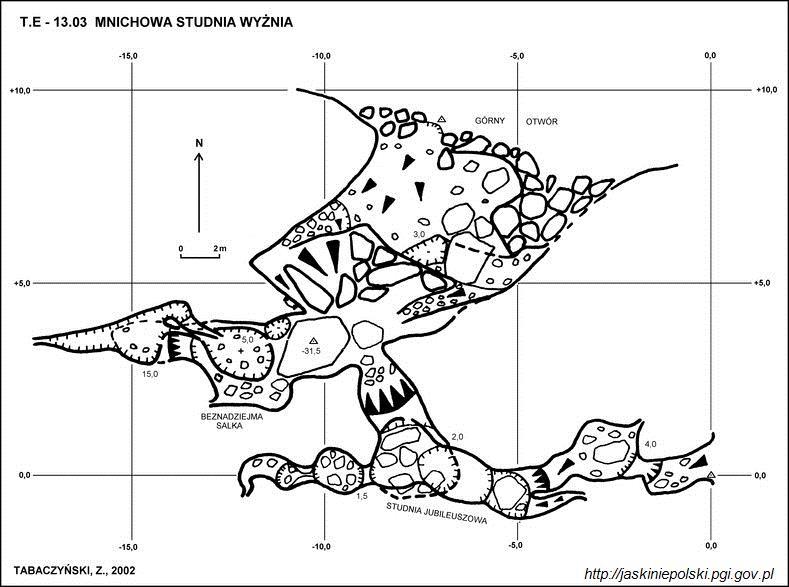 T.E - 13.03 MNICHOWA STUDNIA WYŻNIA
-15,0 -10,0 -5,0 0,0
+10,0 +10,0
GÓRNY OTWÓR
N
3,0
0 2m
+5,0 +5,0
5,0
-31,5
15,0
BEZNADZIEJMA
SALKA
2,0 4,0
0,0 0,0
1,5
STUDNIA JUBILEUSZOWA
-15,0 -10,0 -5,0 0,0
TABACZYŃSKI, Z., 2002
http://jaskiniepolski.pgi.gov.pl